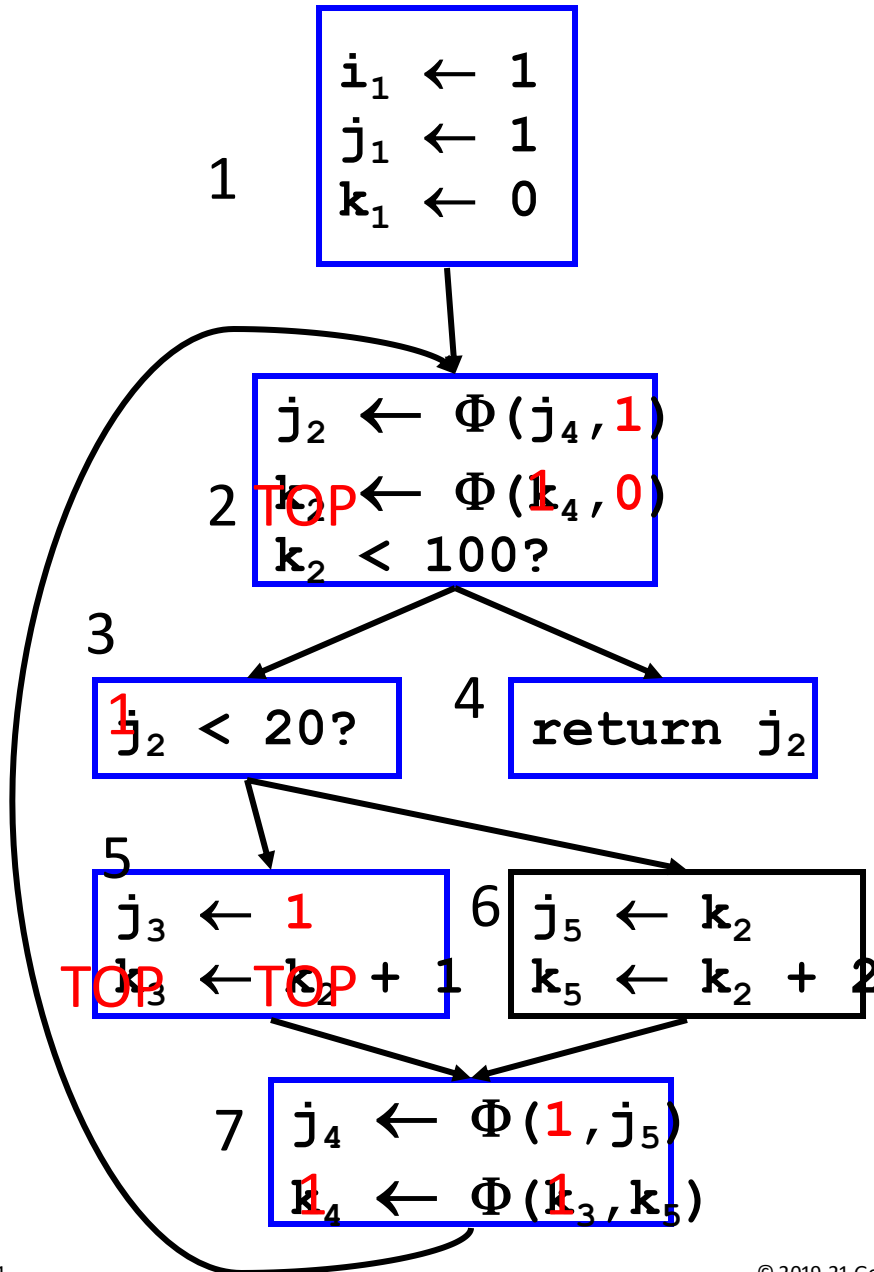 i₁ ← 1
j₁ ← 1
k₁ ← 0
1
j₂ ← Φ(j₄,1)
k₂ ← Φ(k₄,0)
TOP 1
k₂ < 100?
2
3
j₂ < 20?
1
4
return j₂
5
j₃ ← 1
k₃ ← k₂ + 1
TOP TOP
6
j₅ ← k₂
k₅ ← k₂ + 2
7
j₄ ← Φ(1,j₅)
k₄ ← Φ(k₃,k₅)
1 1